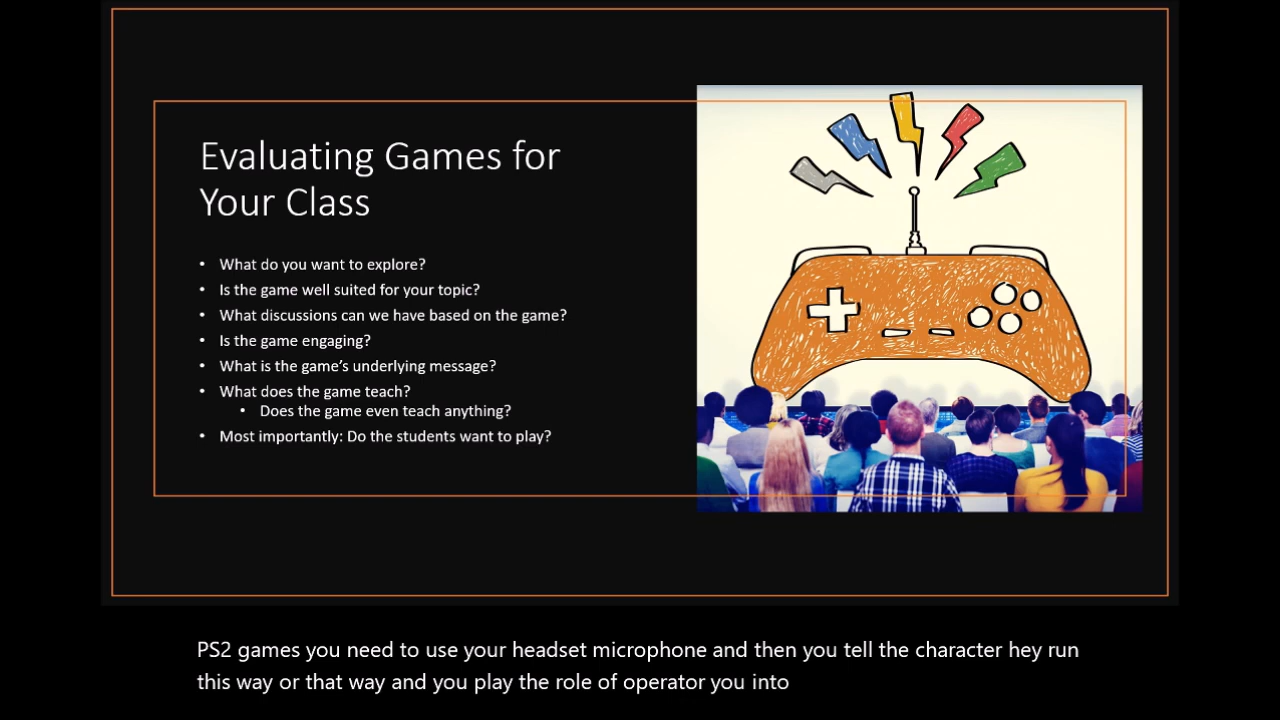 Evaluating Games for
Your Class
• What do you want to explore?
• Is the game well suited for your topic?
• What discussions can we have based on the game?
• Is the game engaging?
• What is the game's underlying message?
• What does the game teach?
• Does the game even teach anything?
• Most importantly: Do the students want to play?
PS2 games you need to use your headset microphone and then you tell the character hey run
this way or that way and you play the role of operator you into